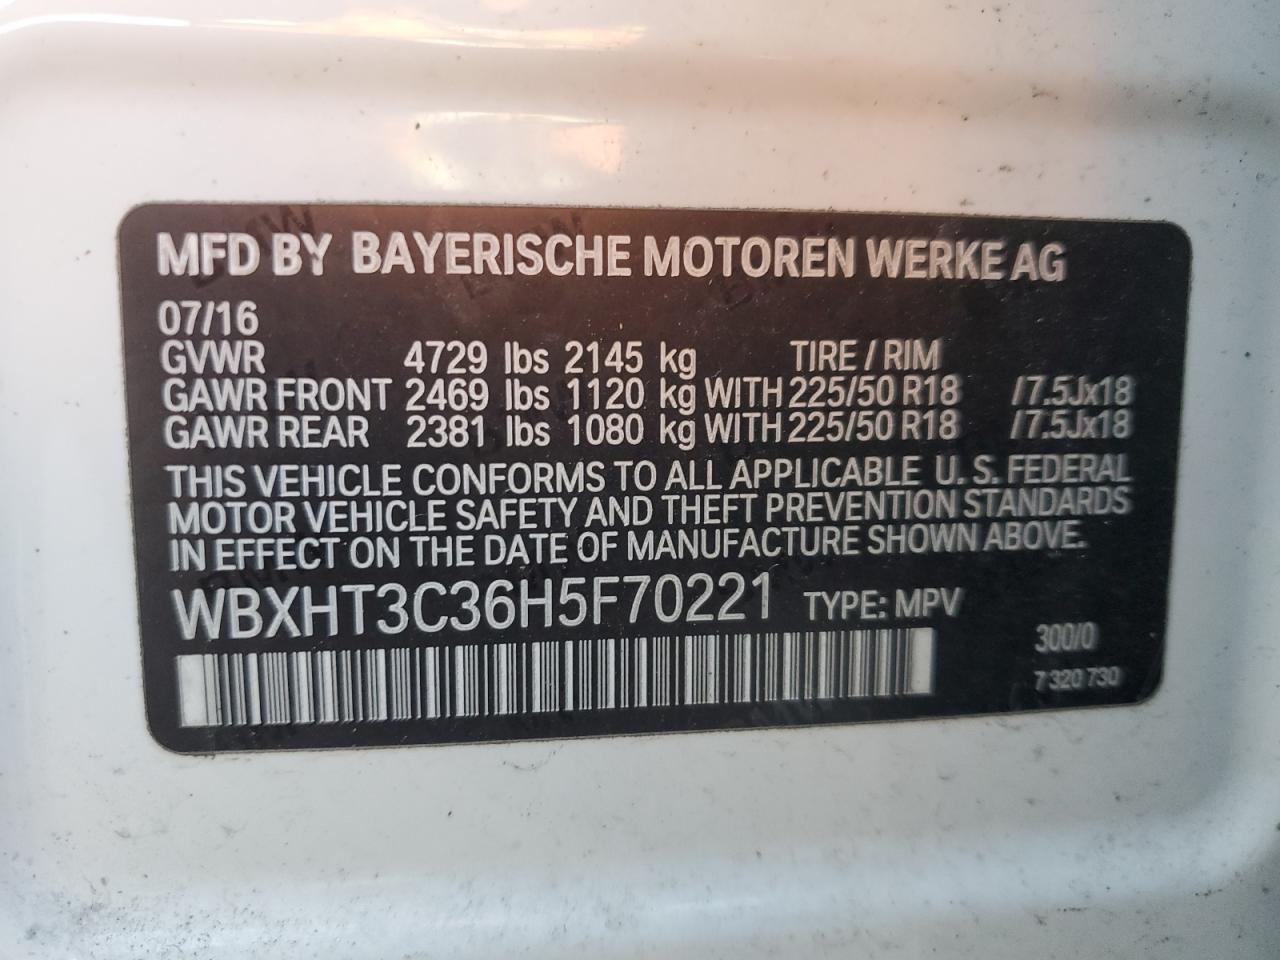 MFD BY BAYERISCHE MOTOREN WERKE AG
07/16
GVWR 4729 lbs 2145 kg TIRE / RIM
GAWR FRONT 2469 lbs 1120 kg WITH 225/50 R18 /7.5Jx18
GAWR REAR 2381 lbs 1080 kg WITH 225/50 R18 /7.5Jx18
THIS VEHICLE CONFORMS TO ALL APPLICABLE U. S. FEDERAL
MOTOR VEHICLE SAFETY AND THEFT PREVENTION STANDARDS
IN EFFECT ON THE DATE OF MANUFACTURE SHOWN ABOVE.
WBXHT3C36H5F70221 TYPE: MPV
300/0
7 320 730